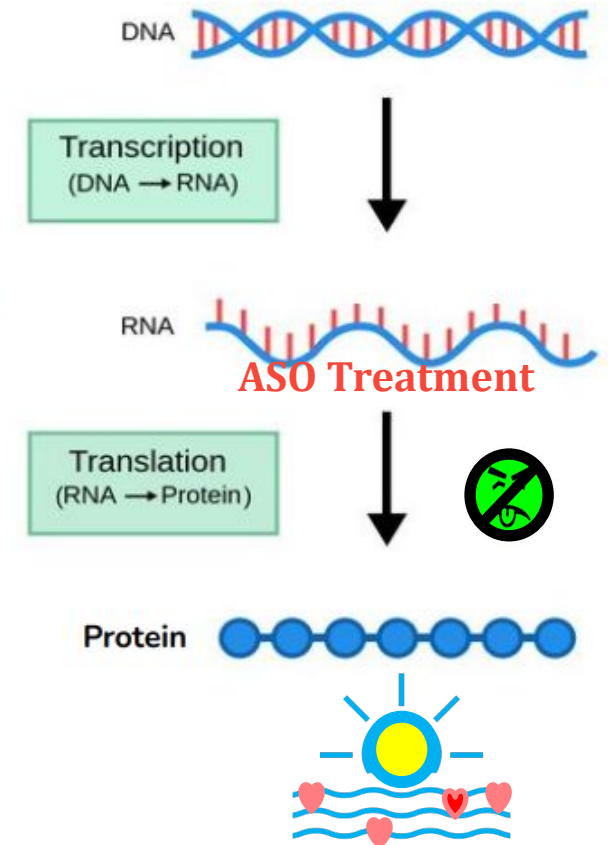 DNA
Transcription
(DNA → RNA)
RNA
ASO Treatment
Translation
(RNA → Protein)
Protein